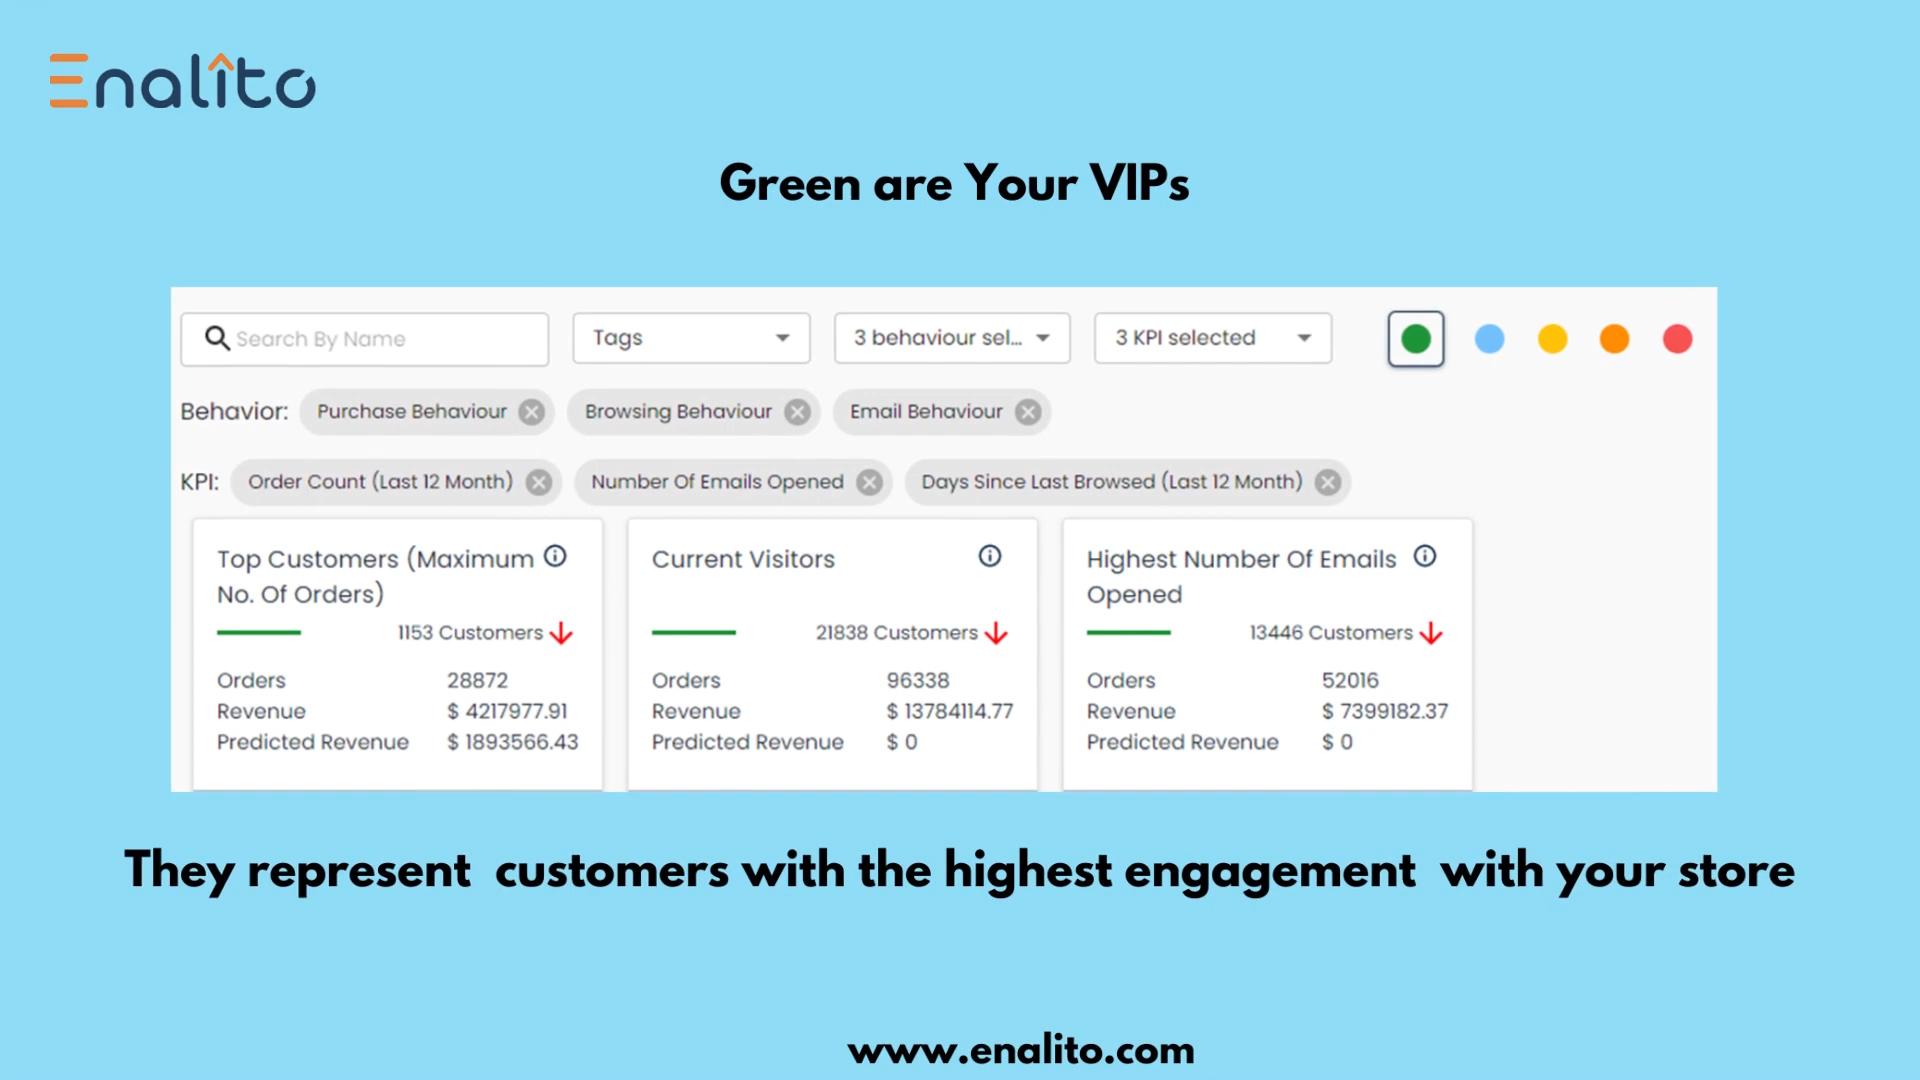 Enalito
Green are Your VIPs
Search By Name
Tags
3 behaviour sel...
3 KPI selected
Behavior: Purchase Behaviour Browsing Behaviour Email Behaviour
KPI: Order Count (Last 12 Month) Number Of Emails Opened Days Since Last Browsed (Last 12 Month)
Top Customers (Maximum
No. Of Orders)
1153 Customers
Orders 28872
Revenue $ 4217977.91
Predicted Revenue $ 1893566.43
Current Visitors
21838 Customers
Orders 96338
Revenue $ 13784114.77
Predicted Revenue $ 0
Highest Number Of Emails
Opened
13446 Customers
Orders 52016
Revenue $ 7399182.37
Predicted Revenue $ 0
They represent customers with the highest engagement with your store
www.enalito.com